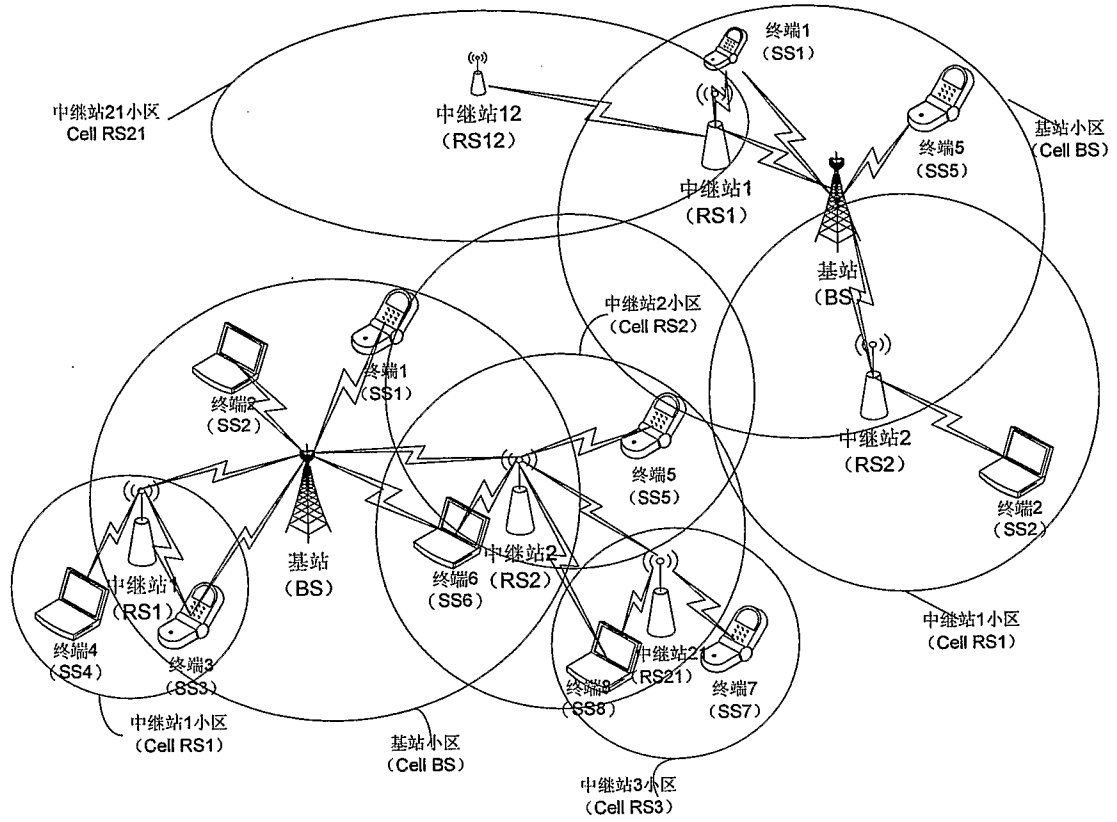 终端1
(SS1)
中继站21小区
Cell RS21
中继站12
(RS12)
终端5
(SS5)
基站小区
(Cell BS)
中继站1
(RS1)
基站
(BS)
中继站2小区
(Cell RS2)
终端1
(SS1)
终端2
(SS2)
中继站2
(RS2)
终端2
(SS2)
终端5
(SS5)
基站
(BS)
中继站2
(RS2)
终端6
(SS6)
中继站1
(RS1)
中继站1小区
(Cell RS1)
终端4
(SS4)
终端3
(SS3)
中继站21
(RS21)
终端8
(SS8)
终端7
(SS7)
中继站1小区
(Cell RS1)
基站小区
(Cell BS)
中继站3小区
(Cell RS3)